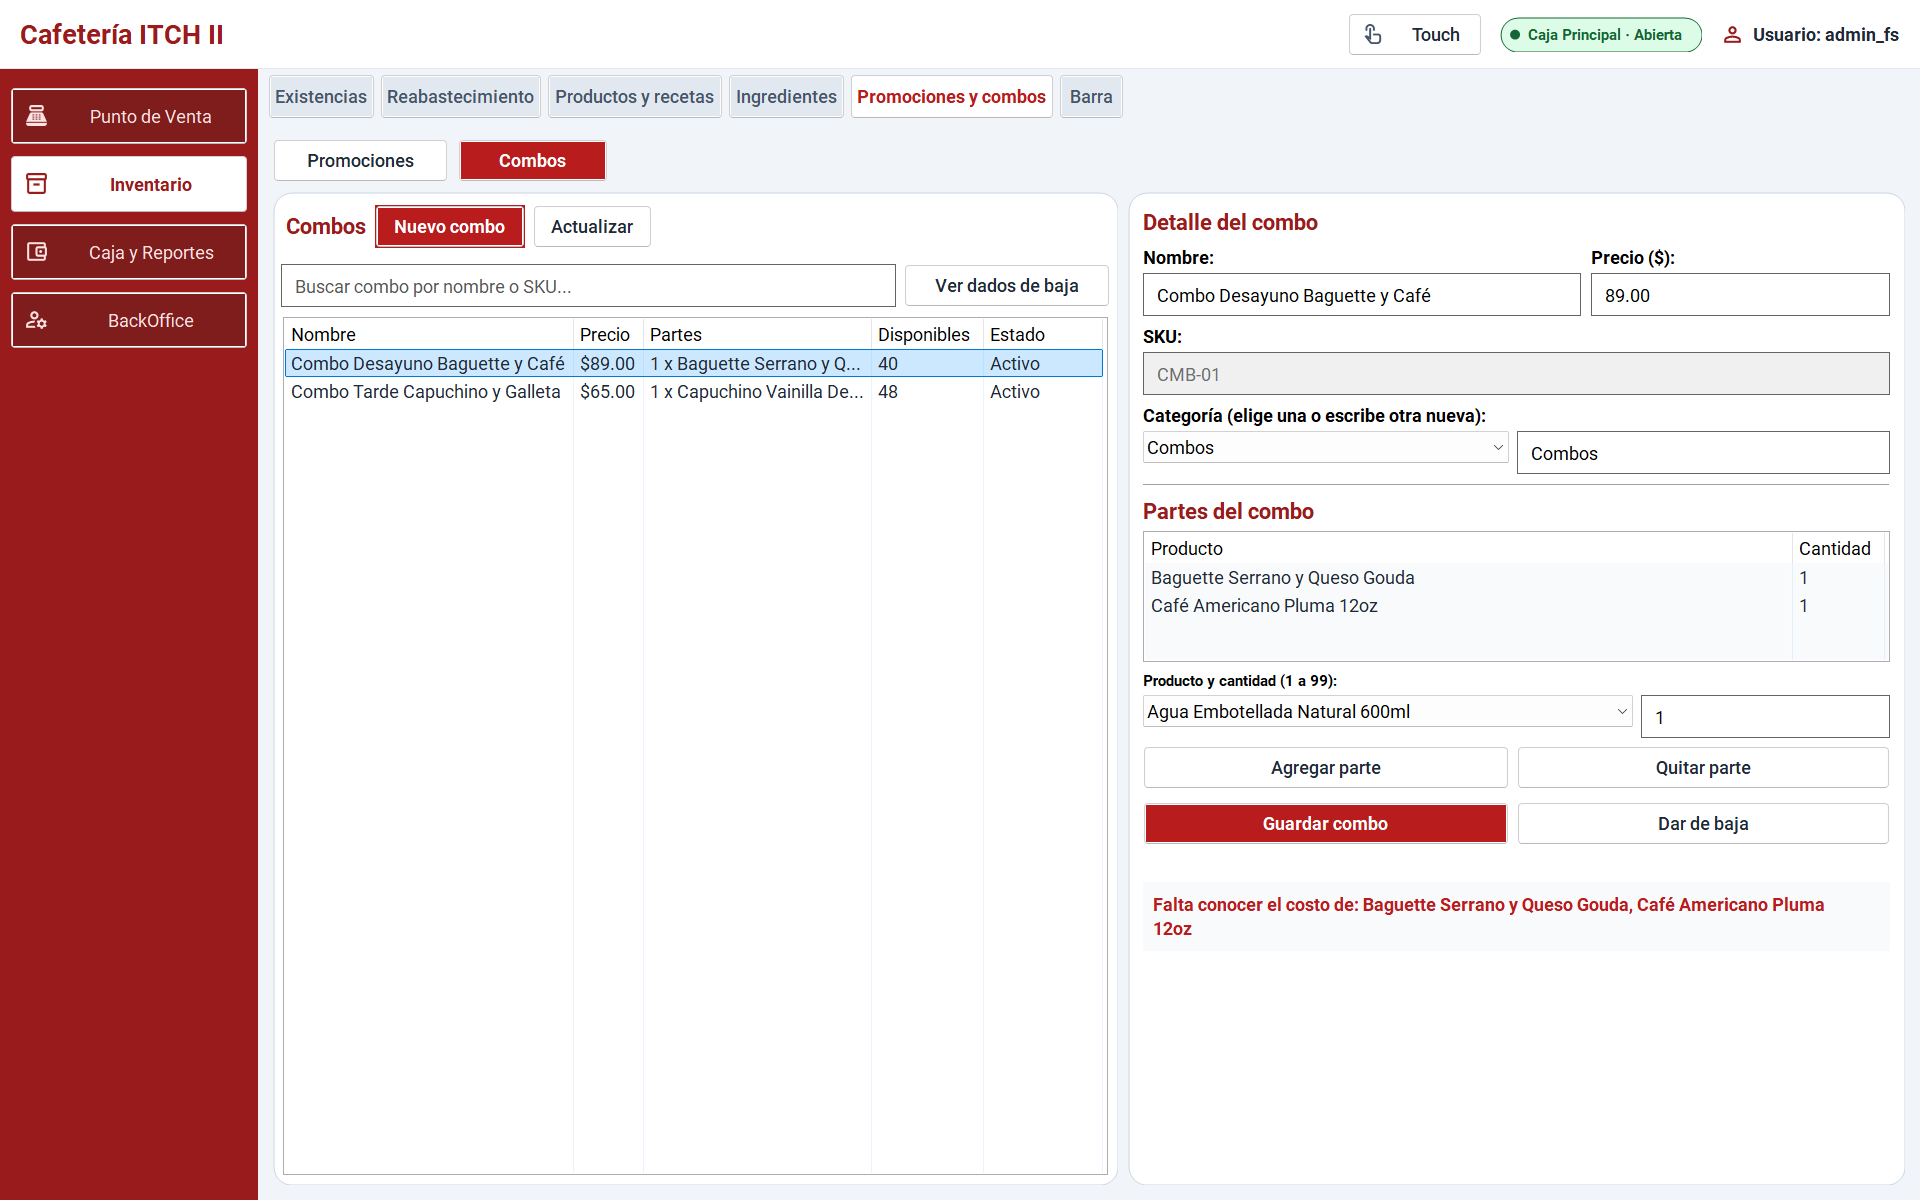 Cafetería ITCH II
Touch
Caja Principal · Abierta
Usuario: admin_fs
Punto de Venta
Inventario
Caja y Reportes
BackOffice
Existencias
Reabastecimiento
Productos y recetas
Ingredientes
Promociones y combos
Barra
Promociones
Combos
Combos
Nuevo combo
Actualizar
Buscar combo por nombre o SKU...
Ver dados de baja
Nombre Precio Partes Disponibles Estado
Combo Desayuno Baguette y Café $89.00 1 x Baguette Serrano y Q... 40 Activo
Combo Tarde Capuchino y Galleta $65.00 1 x Capuchino Vainilla De... 48 Activo
Detalle del combo
Nombre: Precio ($):
Combo Desayuno Baguette y Café 89.00
SKU:
CMB-01
Categoría (elige una o escribe otra nueva):
Combos Combos
Partes del combo
Producto Cantidad
Baguette Serrano y Queso Gouda 1
Café Americano Pluma 12oz 1
Producto y cantidad (1 a 99):
Agua Embotellada Natural 600ml 1
Agregar parte Quitar parte
Guardar combo Dar de baja
Falta conocer el costo de: Baguette Serrano y Queso Gouda, Café Americano Pluma
12oz